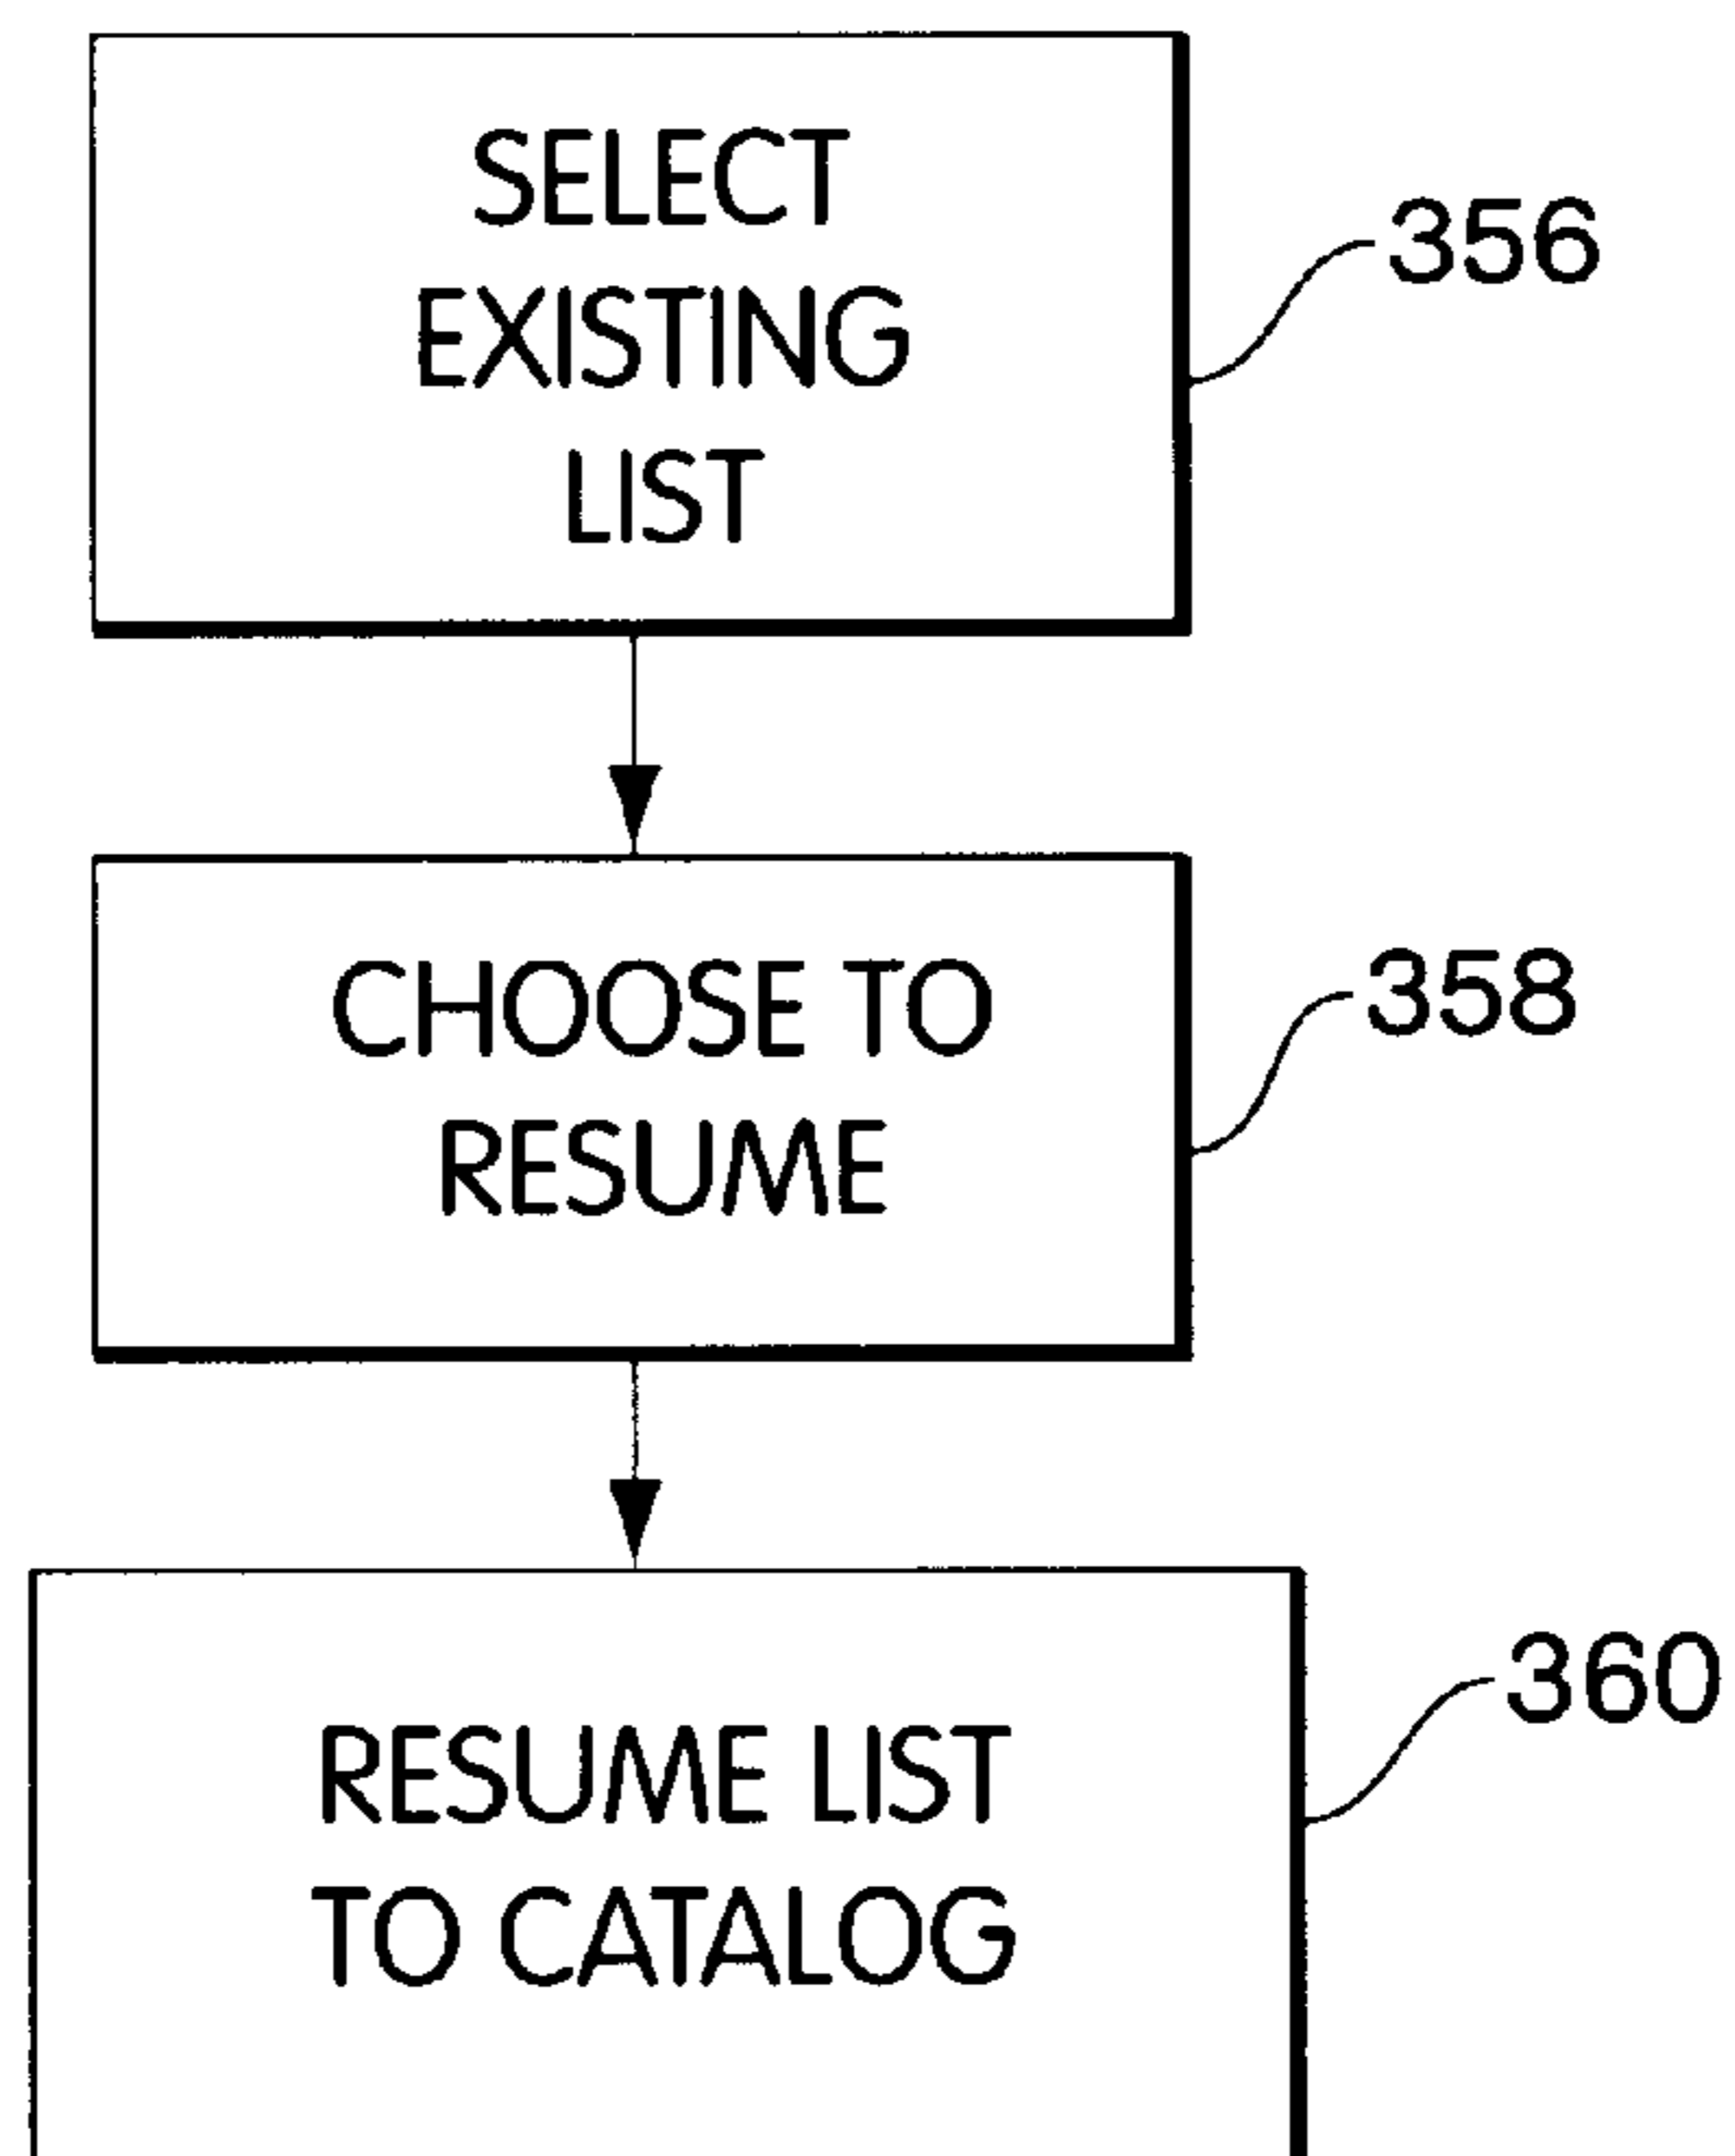 SELECT
EXISTING
LIST
356
CHOOSE TO
RESUME
358
RESUME LIST
TO CATALOG
360